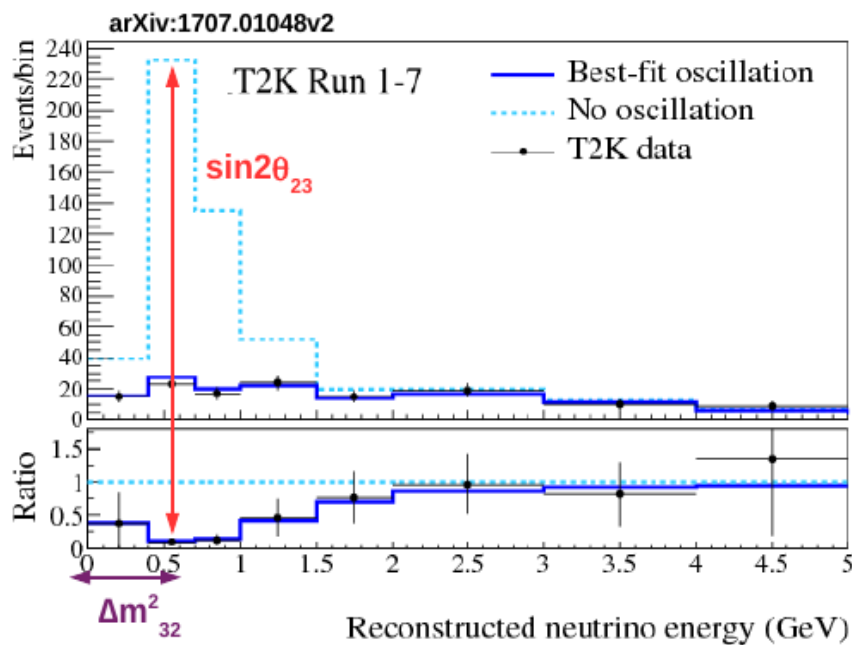 arXiv:1707.01048v2
Events/bin
240
220
200
180
160
140
120
100
80
60
40
20
0
.T2K Run 1-7
Best-fit oscillation
No oscillation
T2K data
sin2θ₂₃
Ratio
1.5
1
0.5
0
0 0.5 1 1.5 2 2.5 3 3.5 4 4.5 5
Δm²₃₂
Reconstructed neutrino energy (GeV)